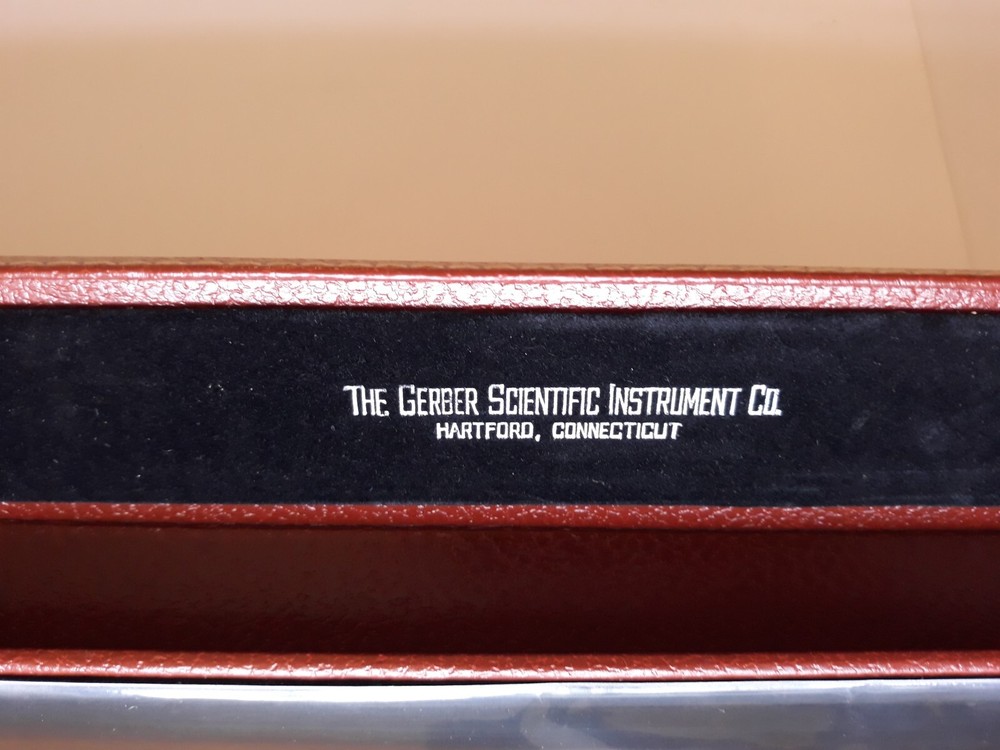 THE GERBER SCIENTIFIC INSTRUMENT CO.
HARTFORD, CONNECTICUT